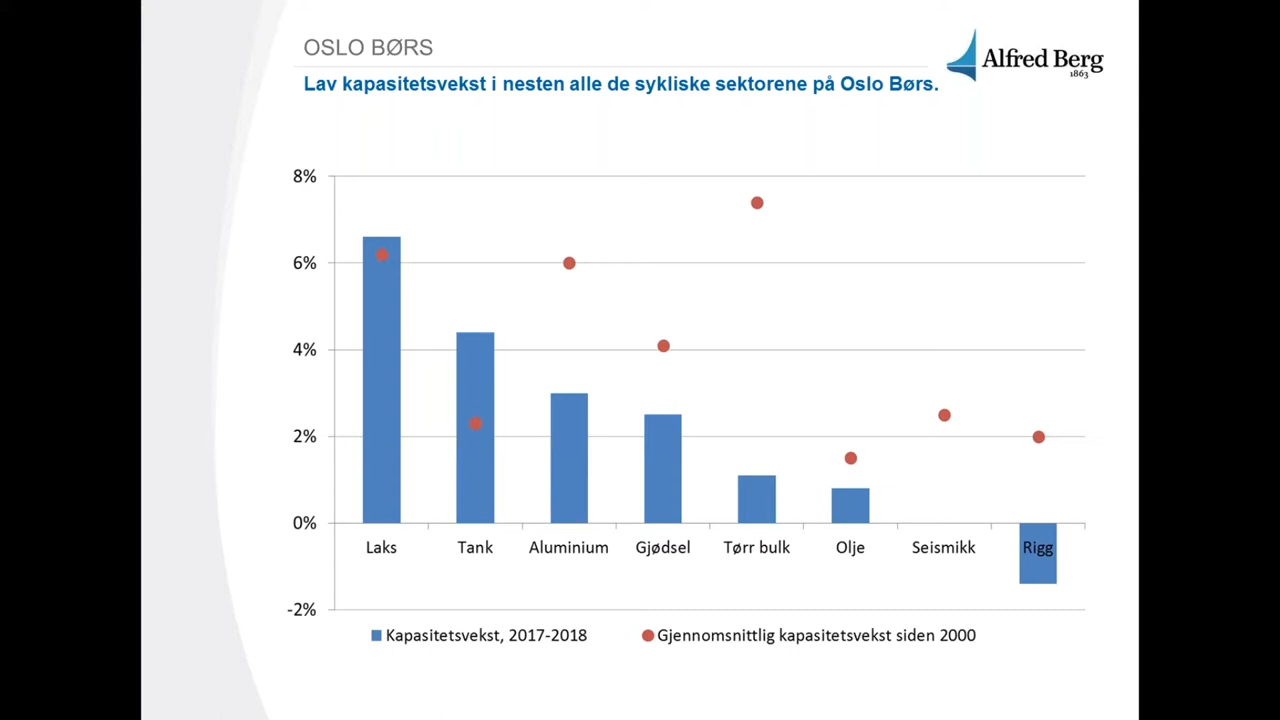 OSLO BØRS
Alfred Berg
1863
Lav kapasitetsvekst i nesten alle de sykliske sektorene på Oslo Børs.
8%
6%
4%
2%
0%
-2%
Laks Tank Aluminium Gjødsel Tørr bulk Olje Seismikk Rigg
Kapasitetsvekst, 2017-2018 Gjennomsnittlig kapasitetsvekst siden 2000